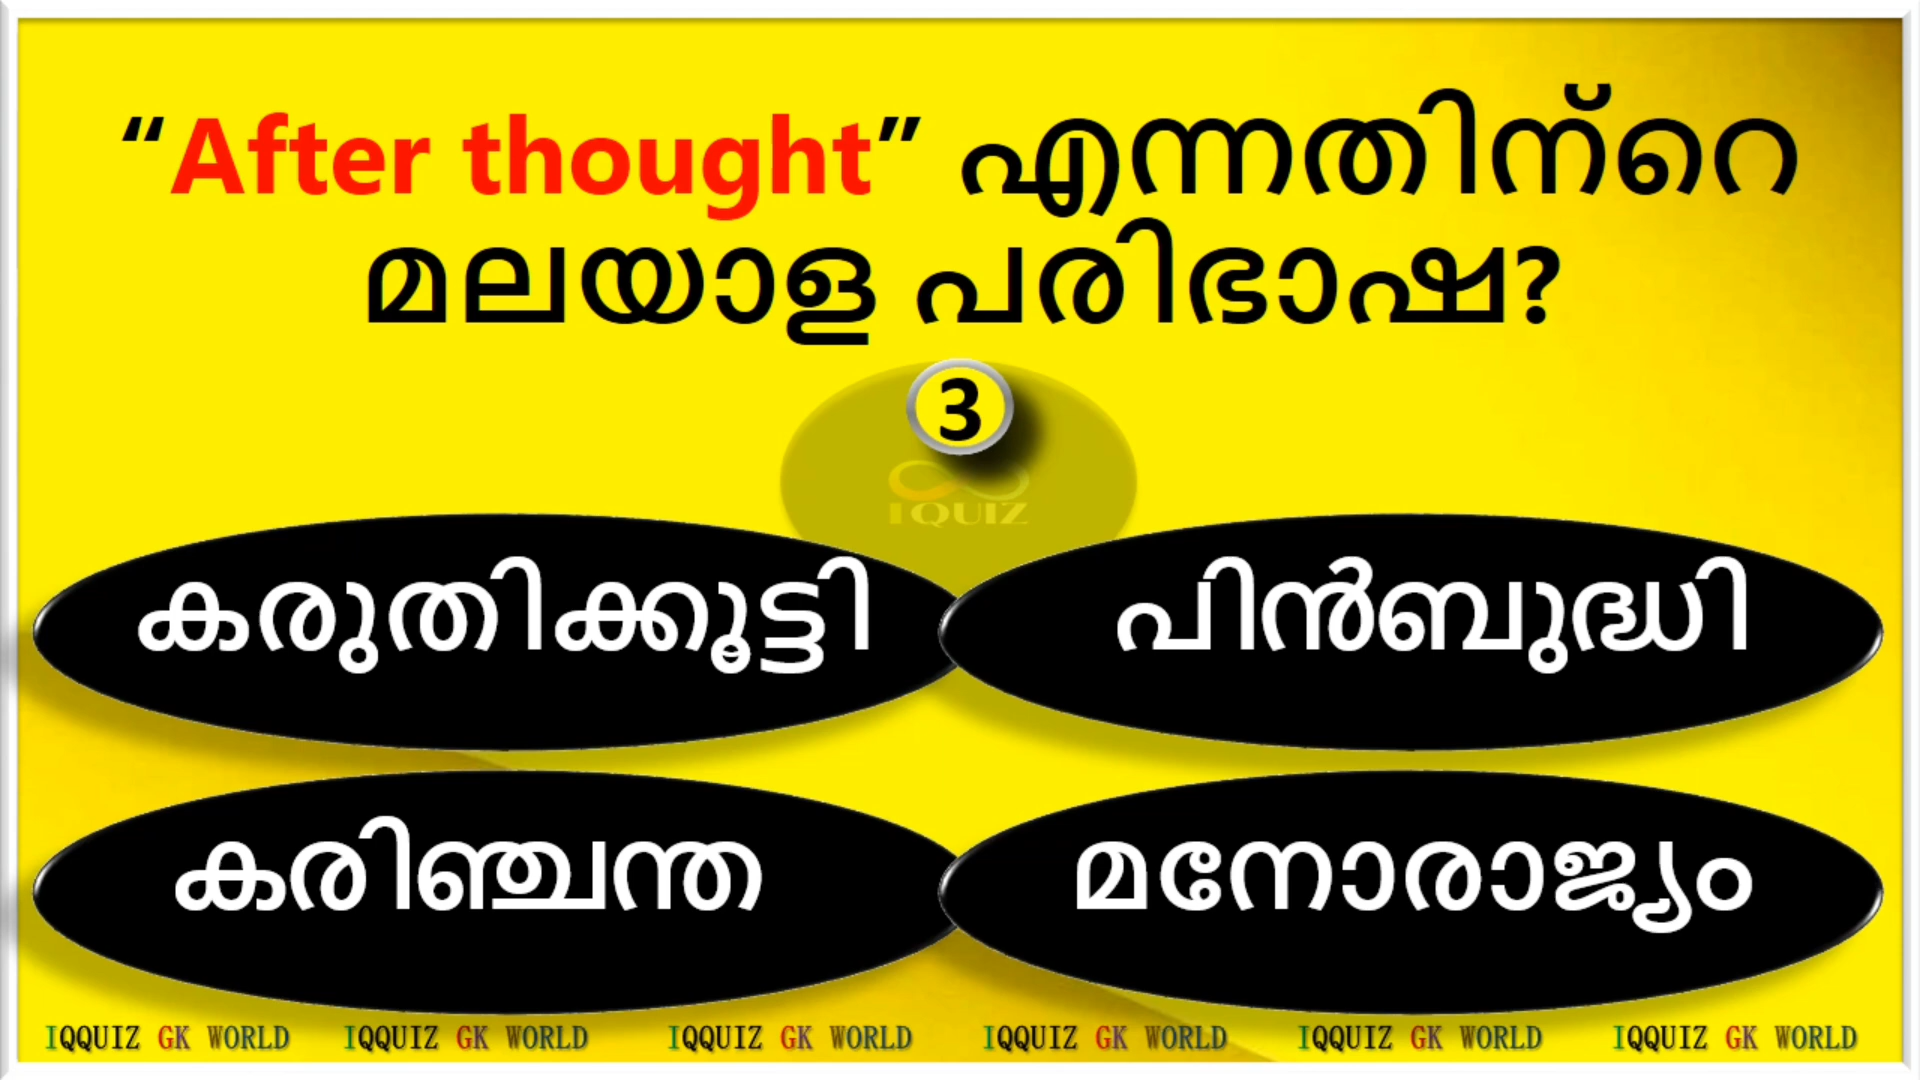 “After thought” എന്നതിന്റെ
മലയാള പരിഭാഷ?
3
IQUIZ
കരുതിക്കൂട്ടി
പിൻബുദ്ധി
കരിഞ്ചന്ത
മനോരാജ്യം
IQQUIZ GK WORLD IQQUIZ GK WORLD IQQUIZ GK WORLD IQQUIZ GK WORLD IQQUIZ GK WORLD IQQUIZ GK WORLD